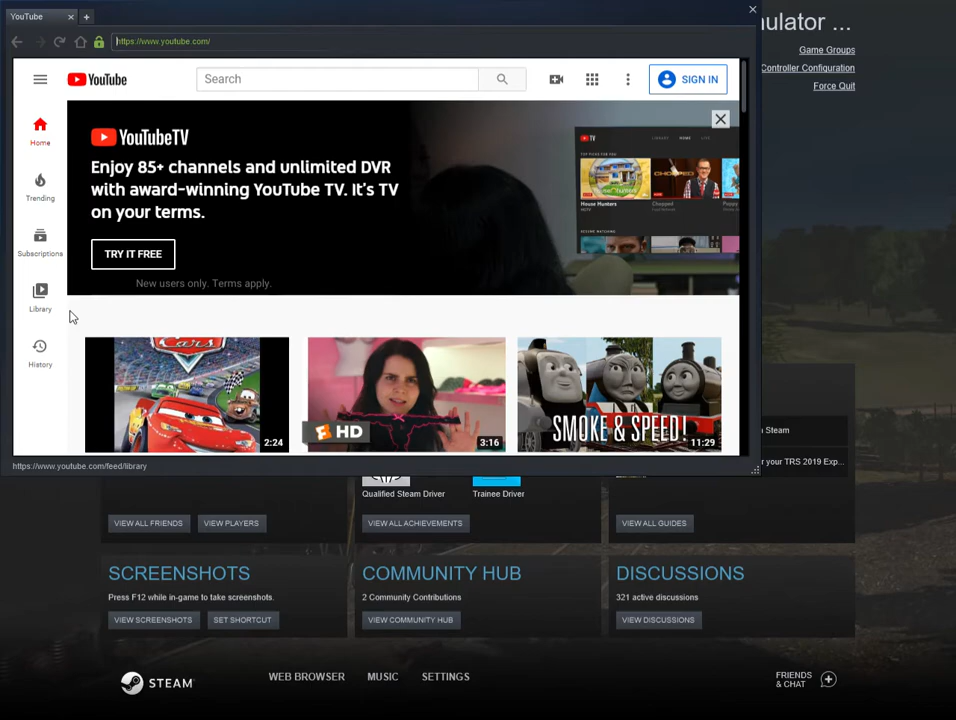 YouTube
ulator ...
Game Groups
Controller Configuration
Force Quit
https://www.youtube.com/
YouTube
Search
SIGN IN
Home
Trending
Subscriptions
Library
History
YouTubeTV
Enjoy 85+ channels and unlimited DVR
with award-winning YouTube TV. It's TV
on your terms.
TRY IT FREE
New users only. Terms apply.
TV
LIBRARY HOME LIVE
House Hunters
Chopped
Cars
2:24
HD
3:16
SMOKE & SPEED!
11:29
https://www.youtube.com/feed/library
n Steam
r your TRS 2019 Exp...
Qualified Steam Driver
Trainee Driver
VIEW ALL FRIENDS
VIEW PLAYERS
VIEW ALL ACHIEVEMENTS
VIEW ALL GUIDES
SCREENSHOTS
Press F12 while in-game to take screenshots.
VIEW SCREENSHOTS
SET SHORTCUT
COMMUNITY HUB
2 Community Contributions
VIEW COMMUNITY HUB
DISCUSSIONS
321 active discussions
VIEW DISCUSSIONS
STEAM
WEB BROWSER
MUSIC
SETTINGS
FRIENDS
& CHAT